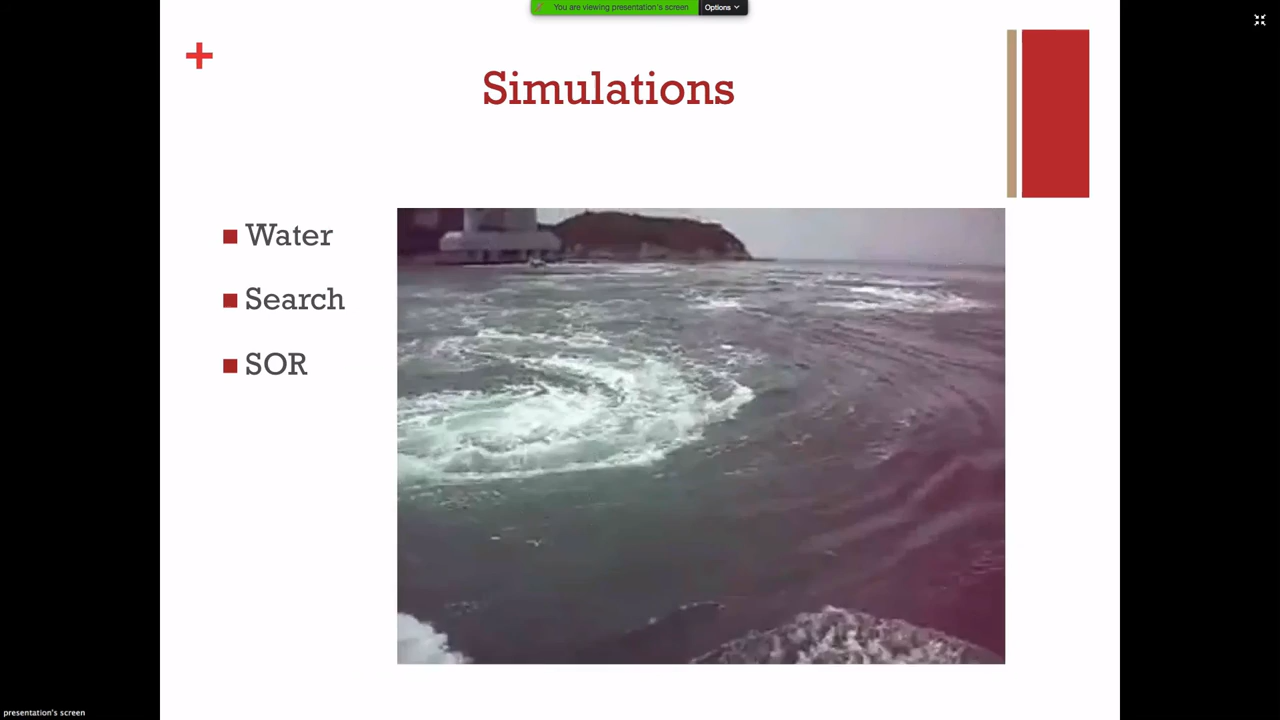 You are viewing presentation's screen Options
+
Simulations
Water
Search
SOR
presentation's screen